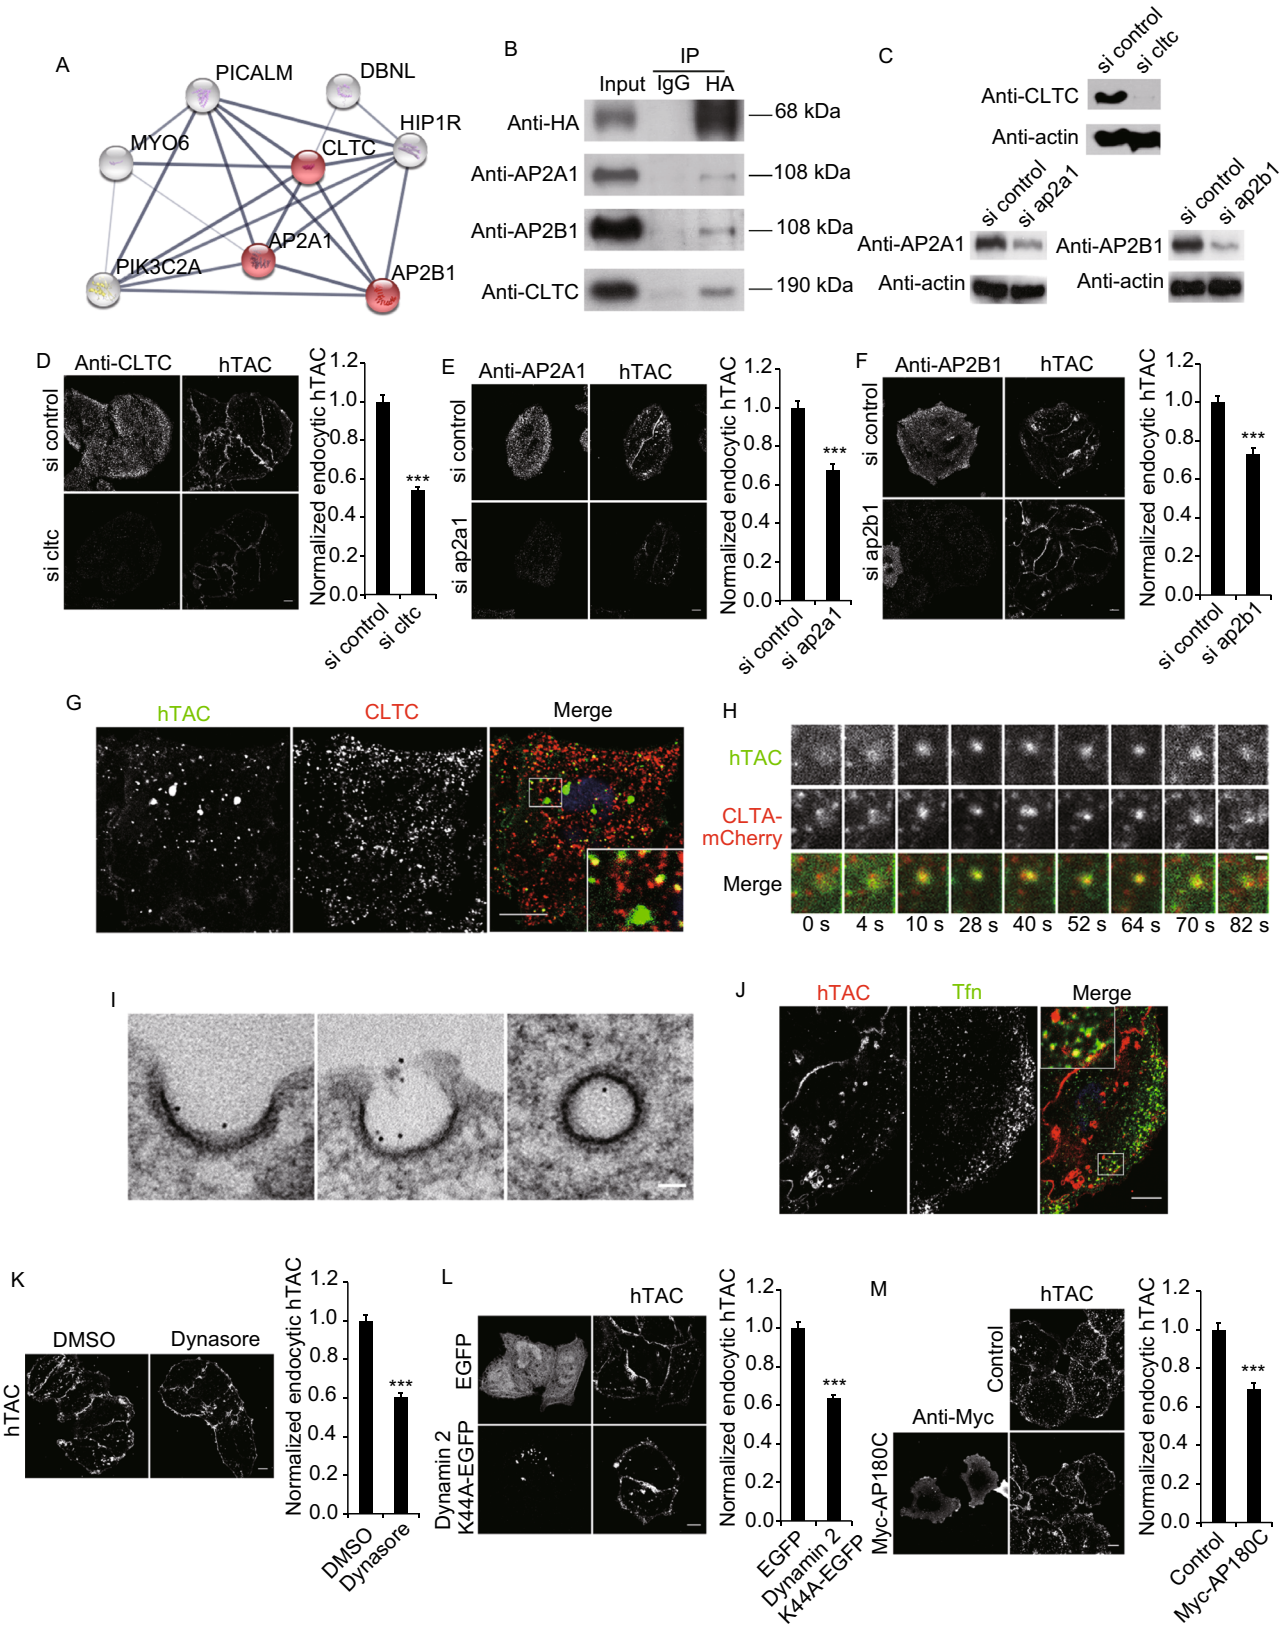 A
PICALM
DBNL
MYO6
CLTC
HIP1R
AP2A1
PIK3C2A
AP2B1
B
IP
Input IgG HA
Anti-HA
68 kDa
Anti-AP2A1
108 kDa
Anti-AP2B1
108 kDa
Anti-CLTC
190 kDa
C
si control
si cltc
Anti-CLTC
Anti-actin
si control
si ap2a1
Anti-AP2A1
Anti-actin
si control
si ap2b1
Anti-AP2B1
Anti-actin
D
Anti-CLTC hTAC
si control
si cltc
Normalized endocytic hTAC
1.2
1.0
0.8
0.6
0.4
0.2
0.0
***
si control
si cltc
E
Anti-AP2A1 hTAC
si control
si ap2a1
Normalized endocytic hTAC
1.2
1.0
0.8
0.6
0.4
0.2
0.0
***
si control
si ap2a1
F
Anti-AP2B1 hTAC
si control
si ap2b1
Normalized endocytic hTAC
1.2
1.0
0.8
0.6
0.4
0.2
0.0
***
si control
si ap2b1
G
hTAC CLTC Merge
H
hTAC
CLTA-
mCherry
Merge
0 s 4 s 10 s 28 s 40 s 52 s 64 s 70 s 82 s
I
J
hTAC Tfn Merge
K
DMSO Dynasore
hTAC
Normalized endocytic hTAC
1.2
1.0
0.8
0.6
0.4
0.2
0.0
***
DMSO
Dynasore
L
hTAC
EGFP
Dynamin 2
K44A-EGFP
Normalized endocytic hTAC
1.2
1.0
0.8
0.6
0.4
0.2
0.0
***
EGFP
Dynamin 2
K44A-EGFP
M
hTAC
Control
Anti-Myc
Myc-AP180C
Normalized endocytic hTAC
1.2
1.0
0.8
0.6
0.4
0.2
0.0
***
Control
Myc-AP180C